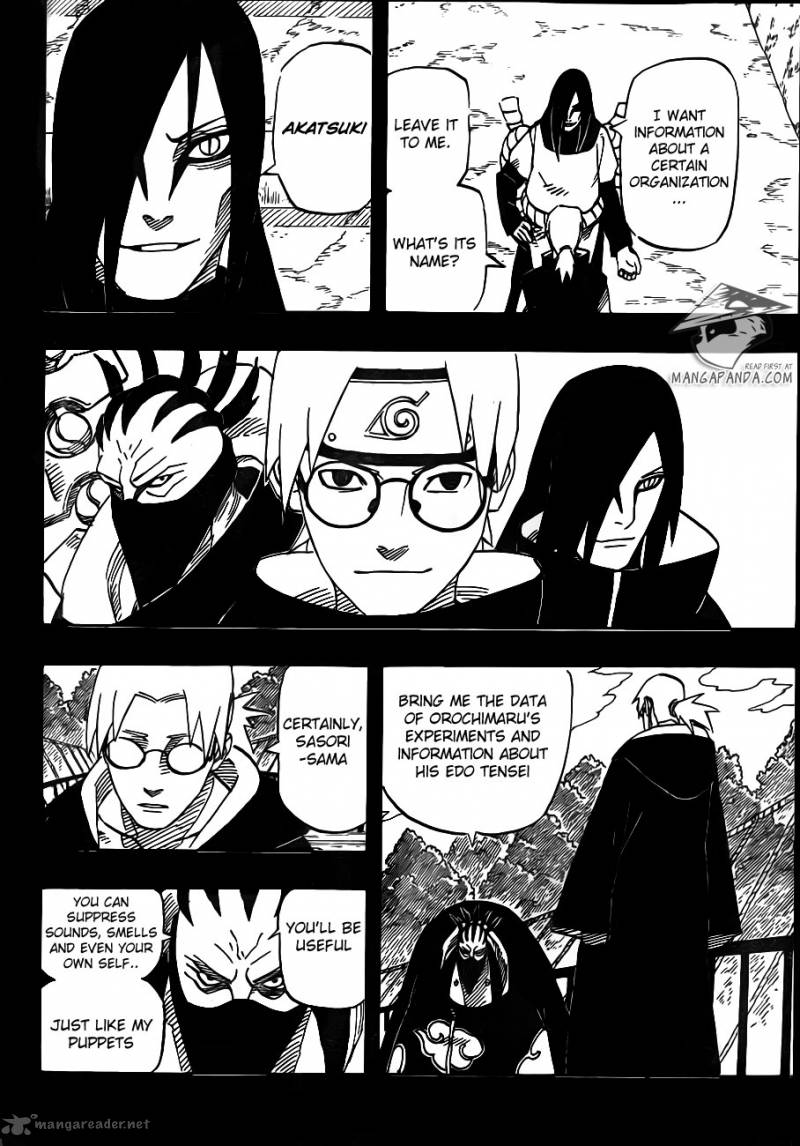 I WANT
INFORMATION
ABOUT A
CERTAIN
ORGANIZATION
...
LEAVE IT
TO ME.
WHAT'S ITS
NAME?
AKATSUKI
READ FIRST AT
MANGAPANDA.COM
BRING ME THE DATA
OF OROCHIMARU'S
EXPERIMENTS AND
INFORMATION ABOUT
HIS EDO TENSEI
CERTAINLY,
SASORI
-SAMA
YOU'LL BE
USEFUL
YOU CAN
SUPPRESS
SOUNDS, SMELLS
AND EVEN YOUR
OWN SELF..
JUST LIKE MY
PUPPETS
mangareader.net